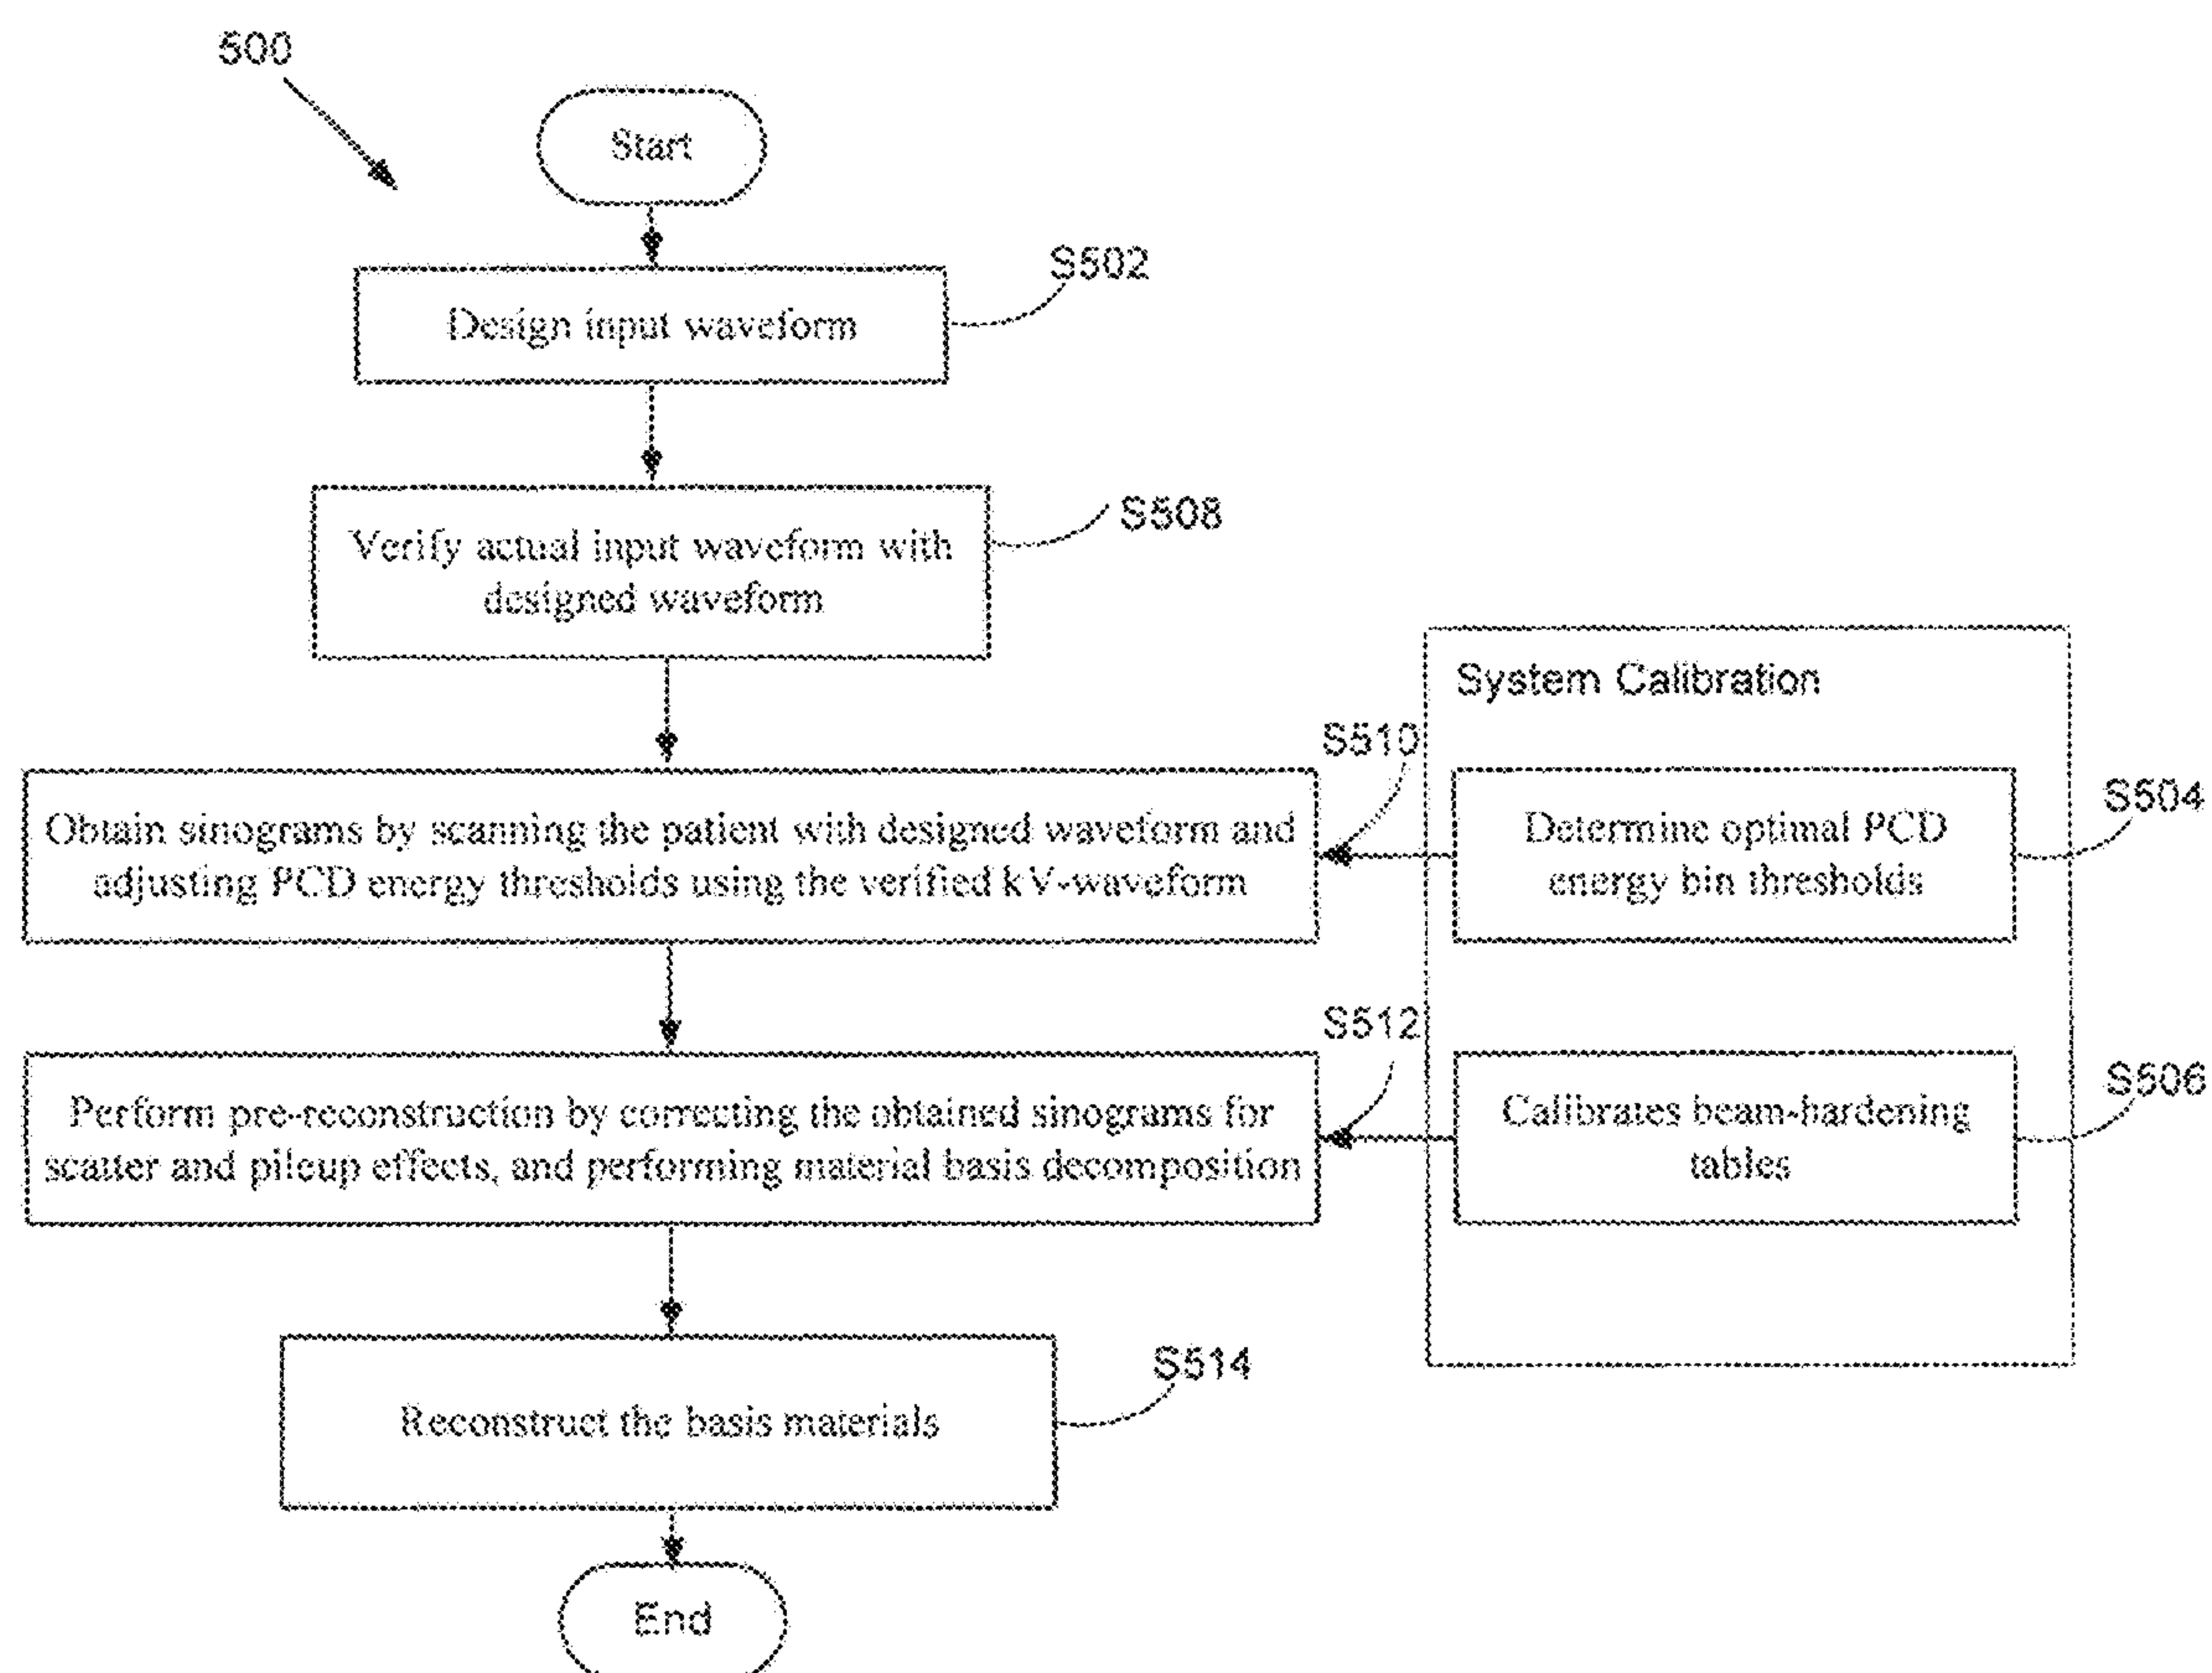 500
Start
S502
Design input waveform
S508
Verify actual input waveform with
designed waveform
System Calibration
S510
Obtain sinograms by scanning the patient with designed waveform and
adjusting PCD energy thresholds using the verified kV-waveform
S504
Determine optimal PCD
energy bin thresholds
S512
Perform pre-reconstruction by correcting the obtained sinograms for
scatter and pileup effects, and performing material basis decomposition
S506
Calibrates beam-hardening
tables
S514
Reconstruct the basis materials
End